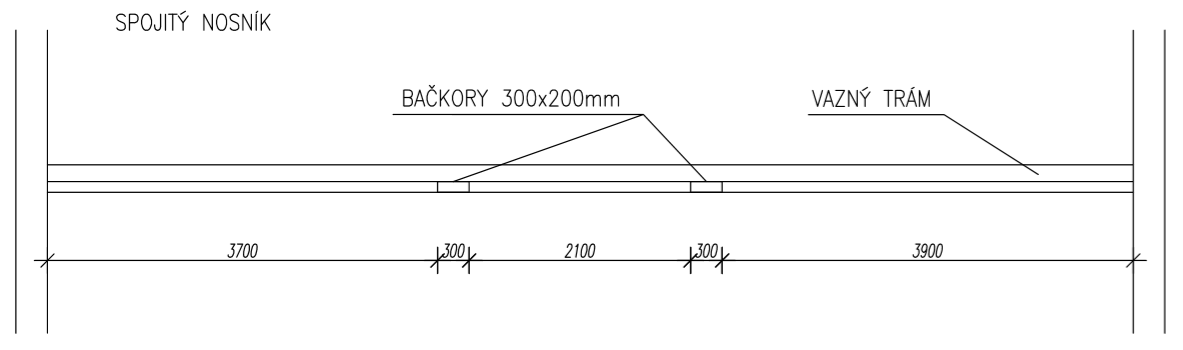 SPOJITÝ NOSNÍK
BAČKORY 300x200mm
VAZNÝ TRÁM
3700 300 2100 300 3900